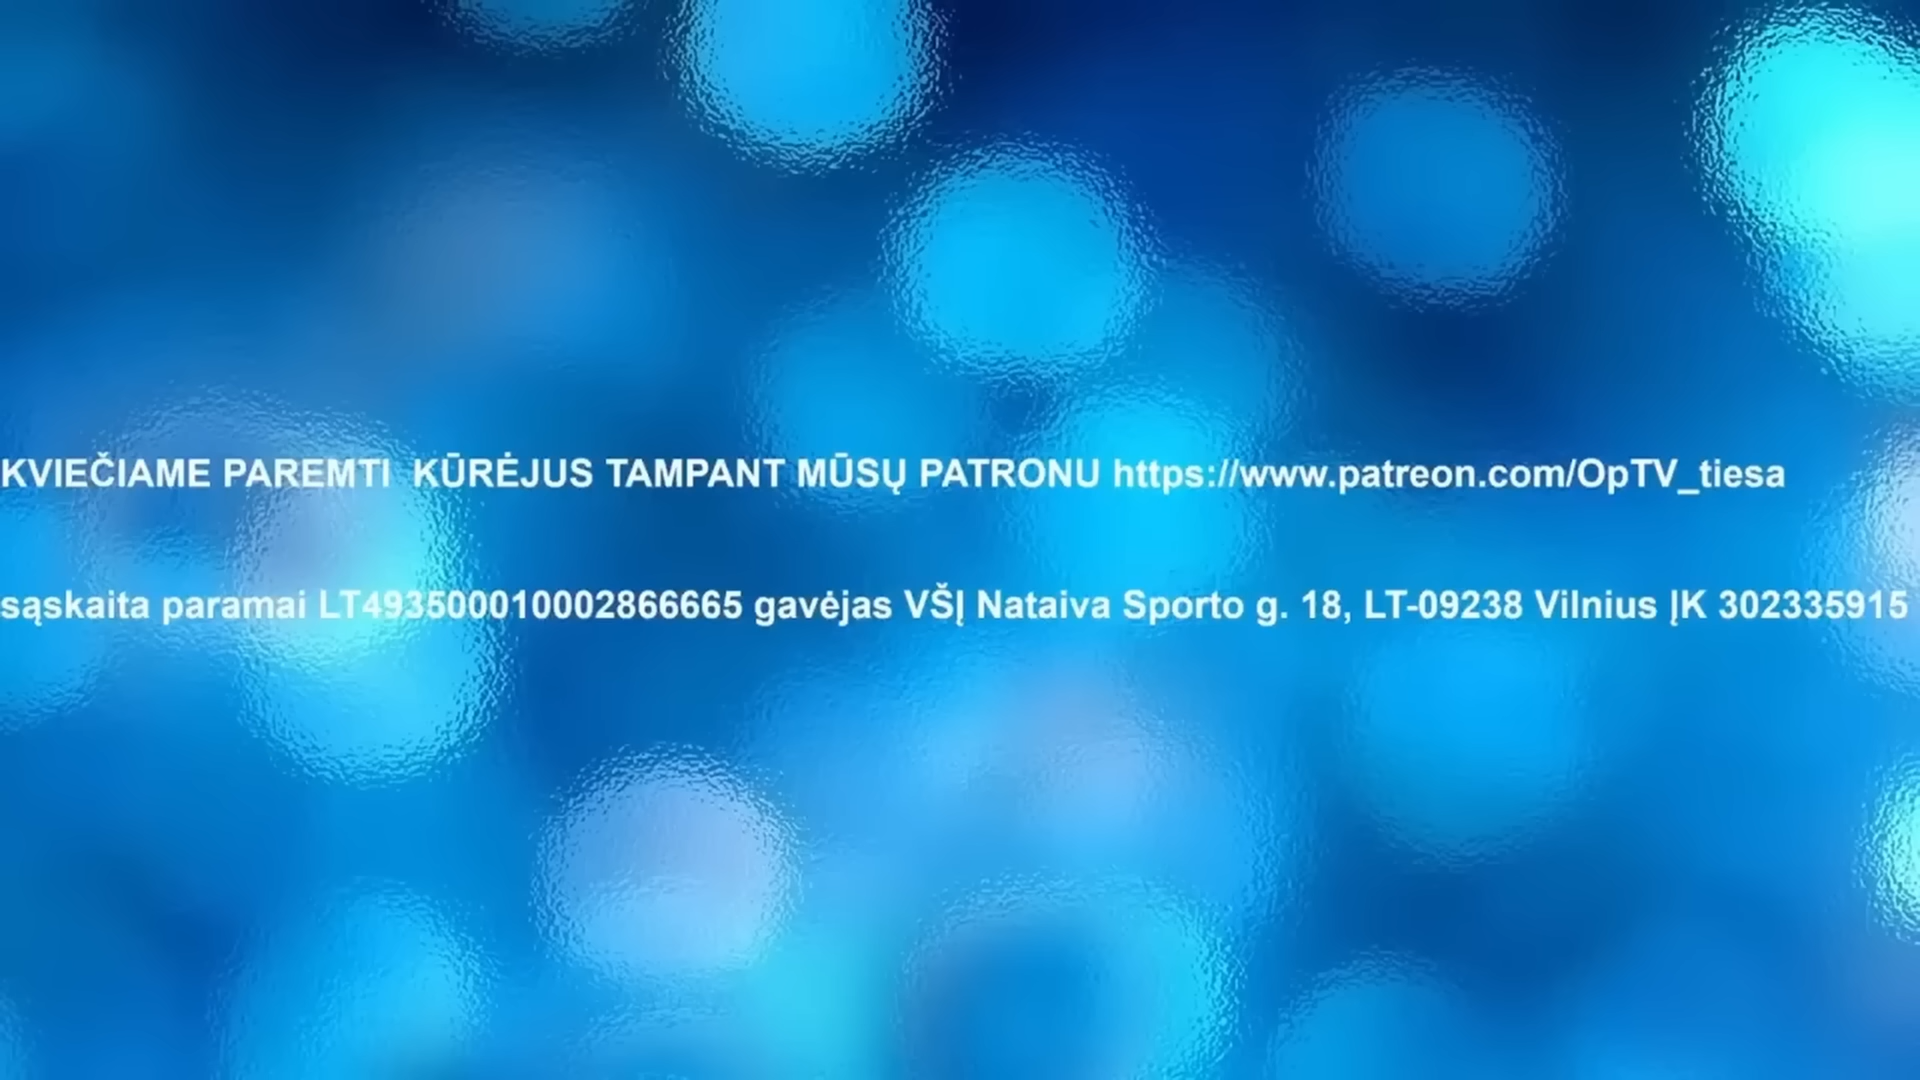 KVIEČIAME PAREMTI  KŪRĖJUS TAMPANT MŪSŲ PATRONU https://www.patreon.com/OpTV_tiesa
sąskaita paramai LT493500010002866665 gavėjas VŠĮ Nataiva Sporto g. 18, LT-09238 Vilnius ĮK 302335915